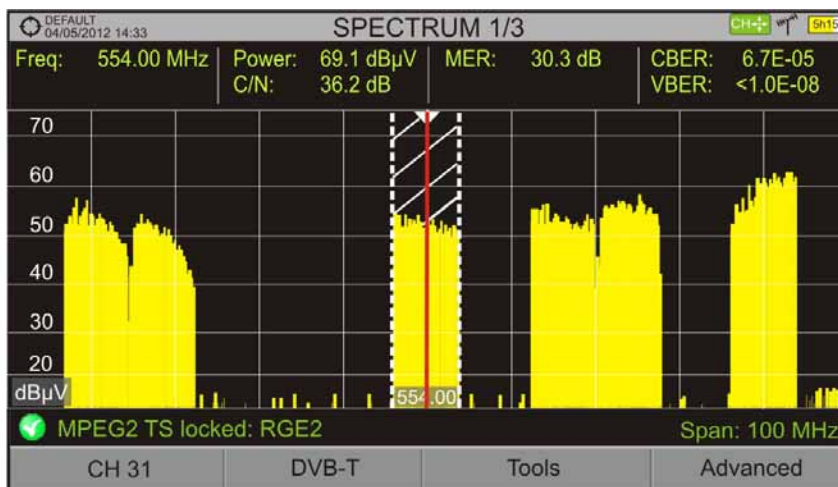 DEFAULT
04/05/2012 14:33
SPECTRUM 1/3
CH
5h15
Freq: 554.00 MHz
Power: 69.1 dBµV
C/N: 36.2 dB
MER: 30.3 dB
CBER: 6.7E-05
VBER: <1.0E-08
70
60
50
40
30
20
dBµV
554.00
MPEG2 TS locked: RGE2
Span: 100 MHz
CH 31
DVB-T
Tools
Advanced